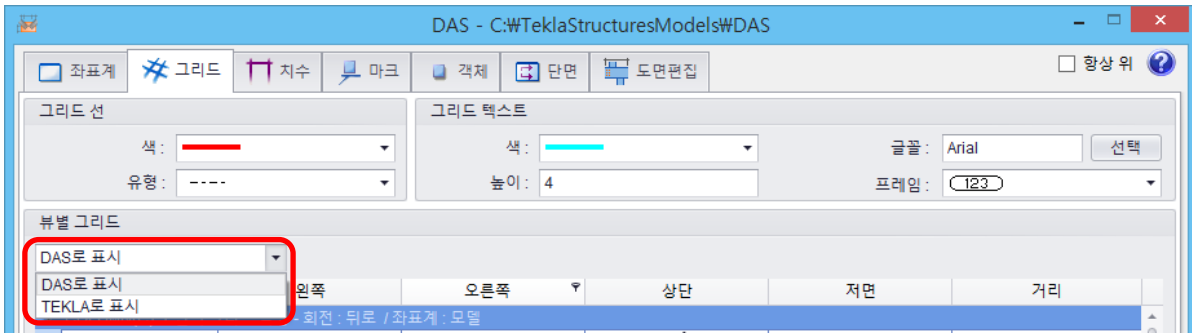 DAS - C:₩TeklaStructuresModels₩DAS
좌표계 그리드 치수 마크 객체 단면 도면편집 항상 위
그리드 선 그리드 텍스트
색 : 색 : 글꼴 : Arial 선택
유형 : 높이 : 4 프레임 : 123
뷰별 그리드
DAS로 표시
DAS로 표시 왼쪽 오른쪽 상단 저면 거리
TEKLA로 표시
- 회전 : 뒤로 / 좌표계 : 모델